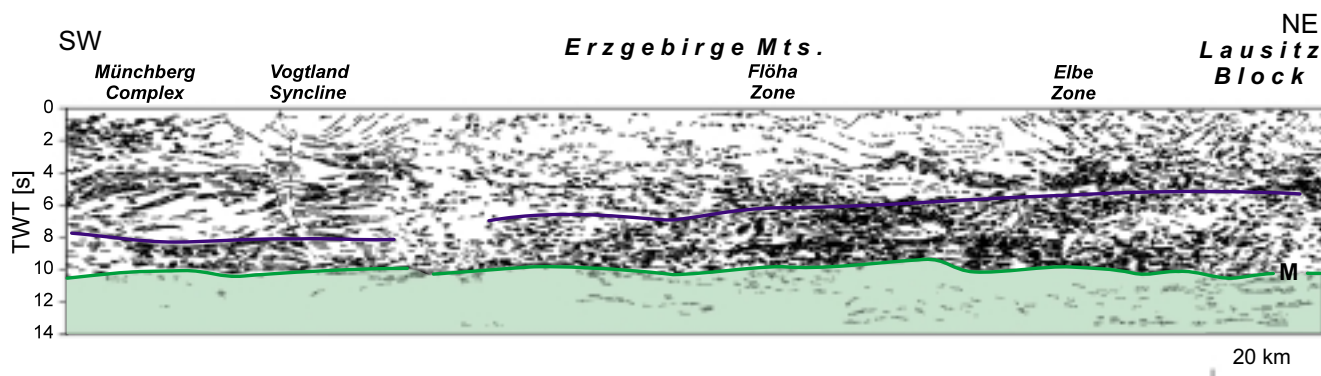 SW
NE
Erzgebirge Mts.
Lausitz
Block
Münchberg
Complex
Vogtland
Syncline
Flöha
Zone
Elbe
Zone
TWT [s]
0
2
4
6
8
10
12
14
M
20 km